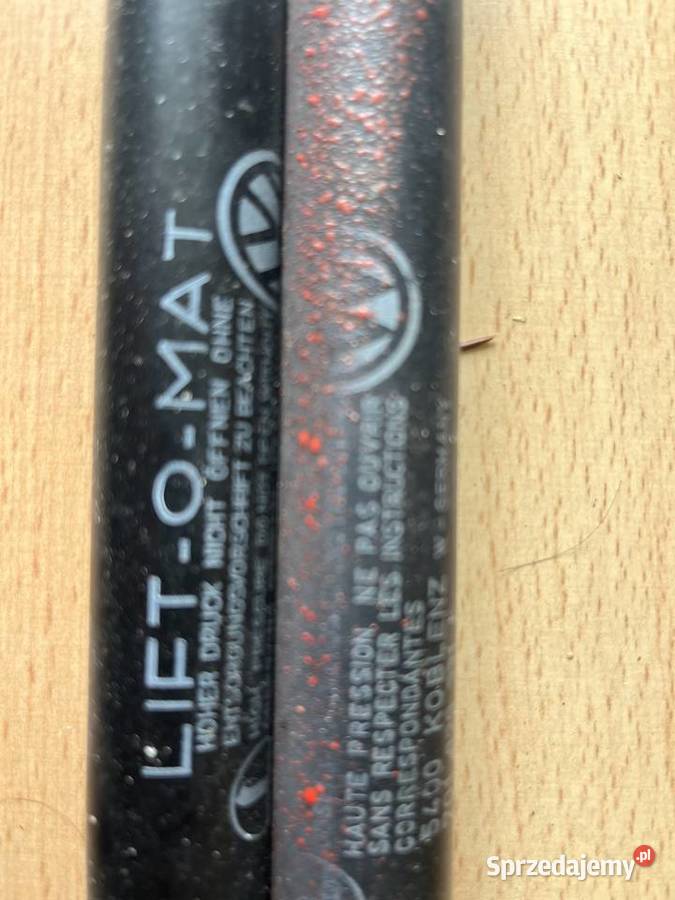 LIFT-O-MAT
HOHER DRUCK NICHT ÖFFNEN OHNE
ENTSORGUNGSVORSCHRIFT ZU BEACHTEN
HAUTE PRESSION, NE PAS OUVRIR
SANS RESPECTER LES INSTRUCTIONS
CORRESPONDANTES
5400 KOBLENZ W-GERMANY
Sprzedajemy.pl